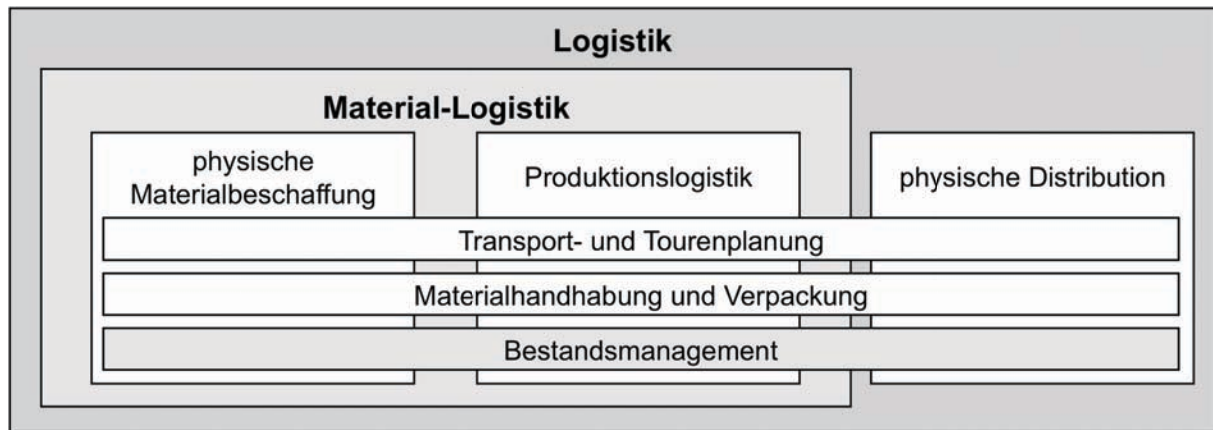 Logistik
Material-Logistik
physische
Materialbeschaffung
Produktionslogistik
physische Distribution
Transport- und Tourenplanung
Materialhandhabung und Verpackung
Bestandsmanagement